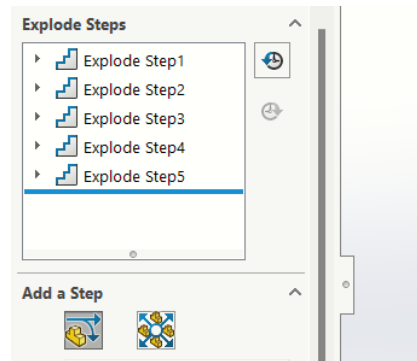 Explode Steps
Explode Step1
Explode Step2
Explode Step3
Explode Step4
Explode Step5
Add a Step